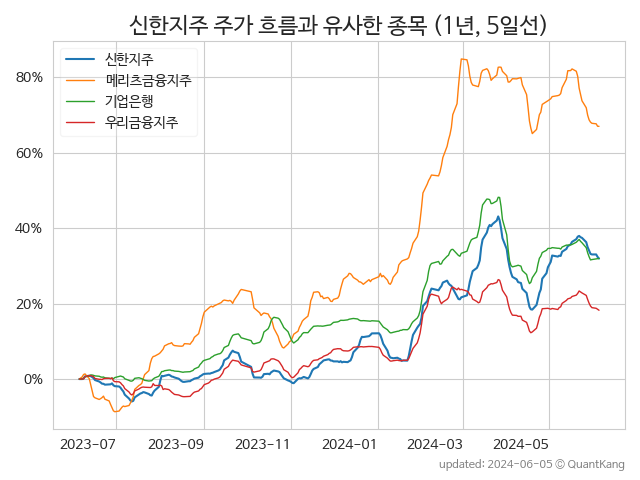 신한지주 주가 흐름과 유사한 종목 (1년, 5일선)
신한지주
메리츠금융지주
기업은행
우리금융지주
80%
60%
40%
20%
0%
2023-07
2023-09
2023-11
2024-01
2024-03
2024-05
updated: 2024-06-05 © QuantKang